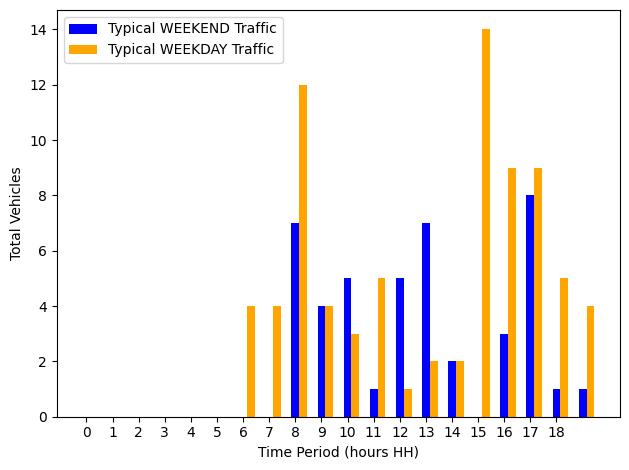 Typical WEEKEND Traffic
Typical WEEKDAY Traffic
14
12
10
8
6
4
2
0
Total Vehicles
0 1 2 3 4 5 6 7 8 9 10 11 12 13 14 15 16 17 18
Time Period (hours HH)